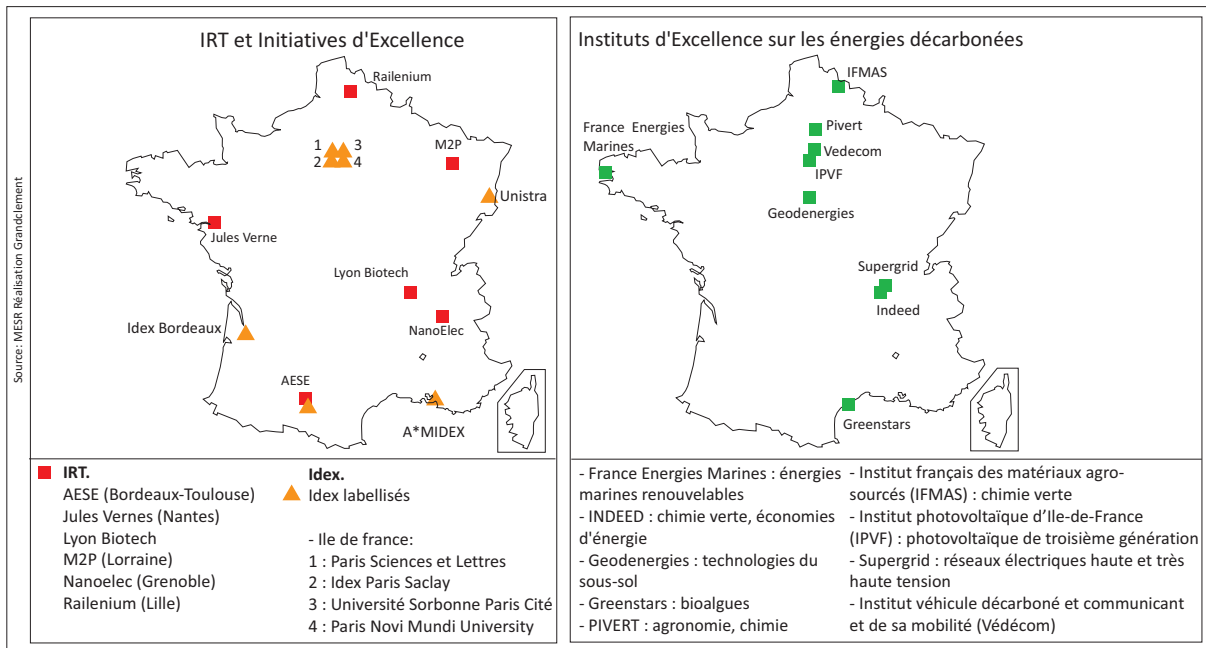 Source: MESR Réalisation Grandclement
IRT et Initiatives d'Excellence
Railenium
1
3
2
4
M2P
Unistra
Jules Verne
Lyon Biotech
NanoElec
Idex Bordeaux
AESE
A*MIDEX
IRT.
AESE (Bordeaux-Toulouse)
Jules Vernes (Nantes)
Lyon Biotech
M2P (Lorraine)
Nanoelec (Grenoble)
Railenium (Lille)
Idex.
Idex labellisés
- Ile de france:
1 : Paris Sciences et Lettres
2 : Idex Paris Saclay
3 : Université Sorbonne Paris Cité
4 : Paris Novi Mundi University
Instituts d'Excellence sur les énergies décarbonées
IFMAS
France Energies
Marines
Pivert
Vedecom
IPVF
Geodenergies
Supergrid
Indeed
Greenstars
- France Energies Marines : énergies
marines renouvelables
- INDEED : chimie verte, économies
d'énergie
- Geodenergies : technologies du
sous-sol
- Greenstars : bioalgues
- PIVERT : agronomie, chimie
- Institut français des matériaux agro-
sourcés (IFMAS) : chimie verte
- Institut photovoltaïque d’Ile-de-France
(IPVF) : photovoltaïque de troisième génération
- Supergrid : réseaux électriques haute et très
haute tension
- Institut véhicule décarboné et communicant
et de sa mobilité (Védécom)